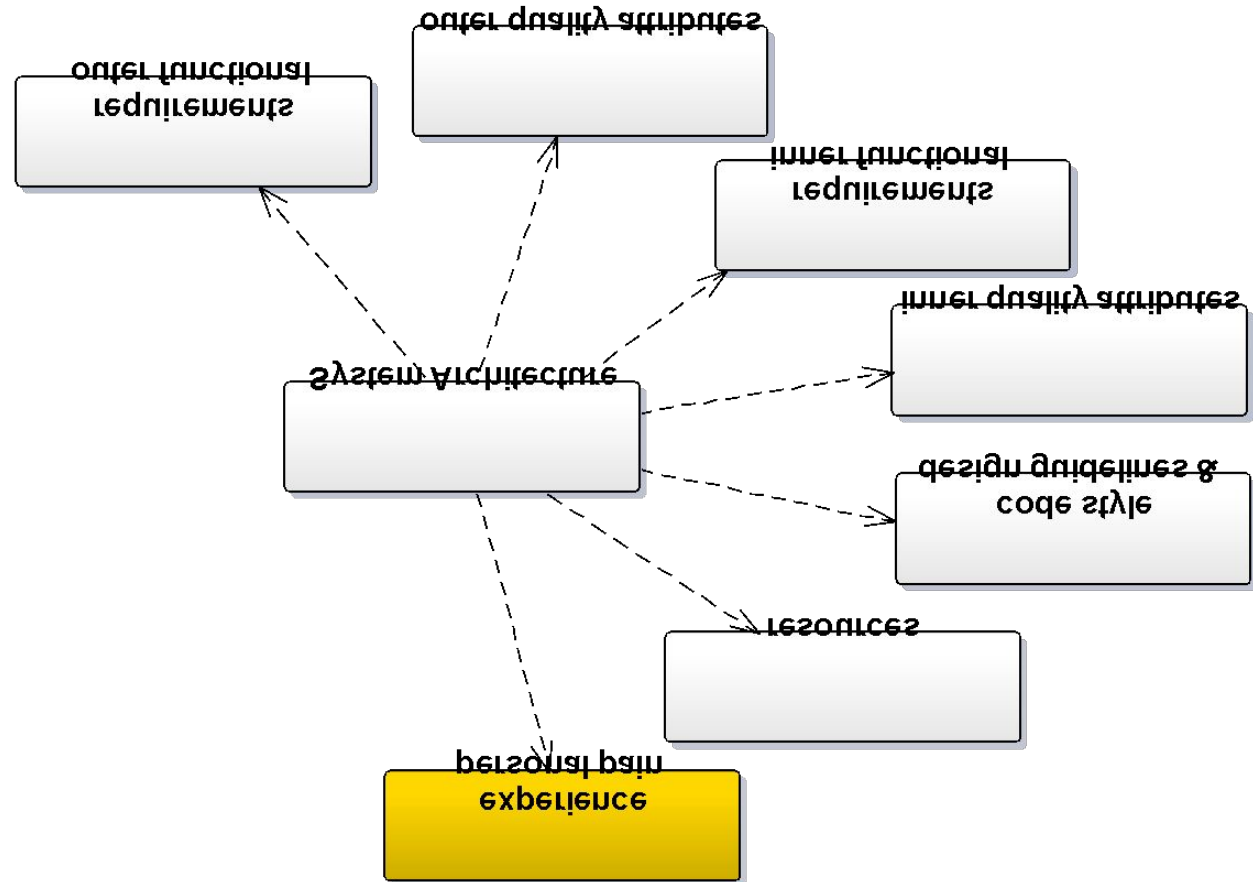 outer quality attributes
outer functional
requirements
inner functional
requirements
inner quality attributes
System Architecture
design guidelines &
code style
resources
personal pain
experience